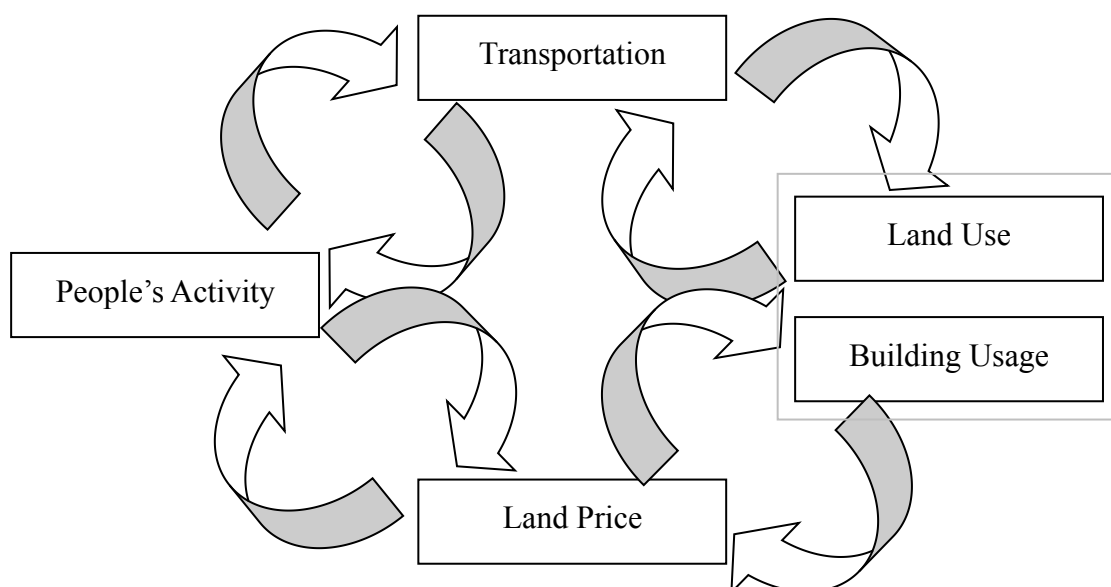 Transportation
Land Use
People’s Activity
Building Usage
Land Price